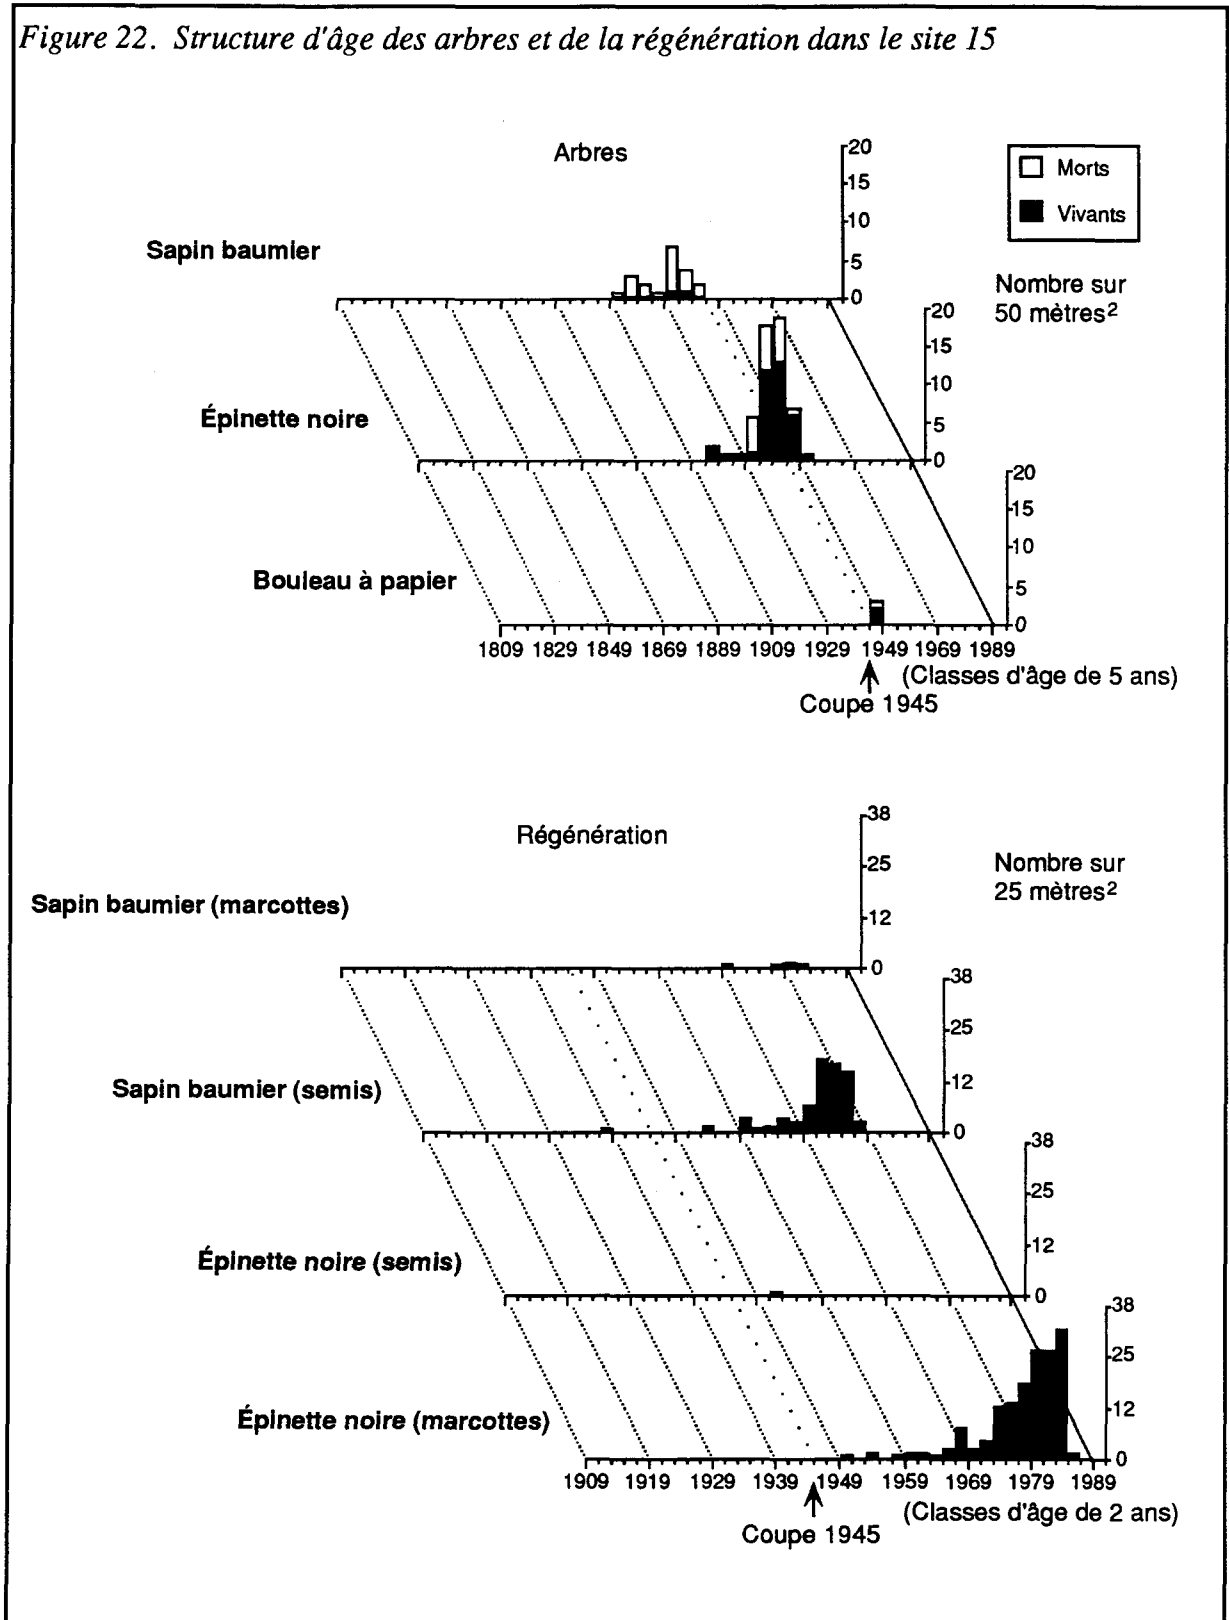 Figure 22. Structure d'âge des arbres et de la régénération dans le site 15
Arbres
Morts
Vivants
Nombre sur
50 mètres2
Sapin baumier
20
15
10
5
0
Épinette noire
20
15
10
5
0
Bouleau à papier
20
15
10
5
0
1809 1829 1849 1869 1889 1909 1929 1949 1969 1989
(Classes d'âge de 5 ans)
Coupe 1945
Régénération
Nombre sur
25 mètres2
Sapin baumier (marcottes)
38
25
12
0
Sapin baumier (semis)
38
25
12
0
Épinette noire (semis)
38
25
12
0
Épinette noire (marcottes)
38
25
12
0
1909 1919 1929 1939 1949 1959 1969 1979 1989
(Classes d'âge de 2 ans)
Coupe 1945